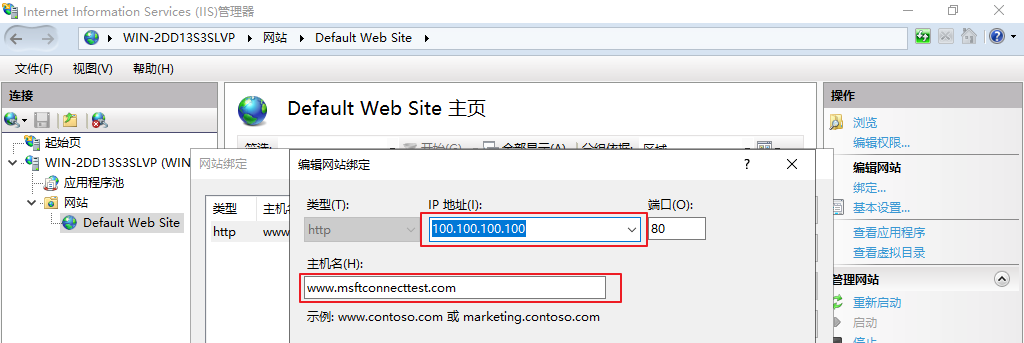 Internet Information Services (IIS)管理器
WIN-2DD13S3SLVP
网站
Default Web Site
文件(F)
视图(V)
帮助(H)
连接
起始页
WIN-2DD13S3SLVP (WIN
应用程序池
网站
Default Web Site
Default Web Site 主页
筛选:
开始(G)
全部显示(A)
分组依据:
区域
网站绑定
类型
主机名
http
www
编辑网站绑定
?
类型(T):
IP 地址(I):
端口(O):
http
100.100.100.100
80
主机名(H):
www.msftconnecttest.com
示例: www.contoso.com 或 marketing.contoso.com
操作
浏览
编辑权限...
编辑网站
绑定...
基本设置...
查看应用程序
查看虚拟目录
管理网站
重新启动
启动
停止